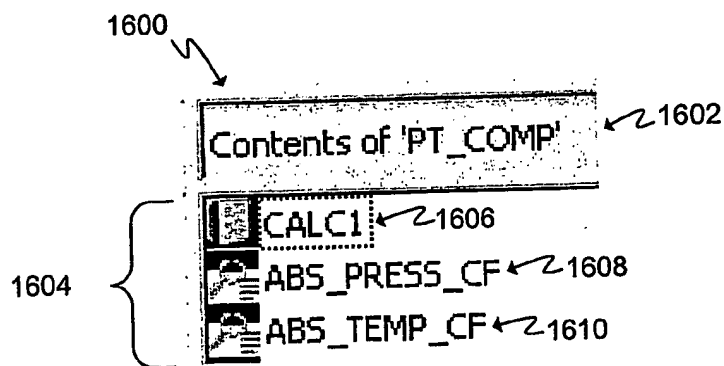 1600
Contents of 'PT_COMP'
1602
CALC1
1606
ABS_PRESS_CF
1608
1604
ABS_TEMP_CF
1610